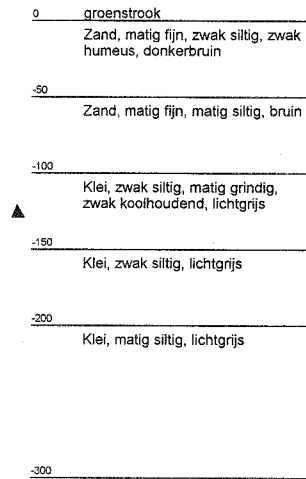 0 groenstrook
Zand, matig fijn, zwak siltig, zwak
humeus, donkerbruin
-50
Zand, matig fijn, matig siltig, bruin
-100
Klei, zwak siltig, matig grindig,
zwak koolhoudend, lichtgrijs
-150
Klei, zwak siltig, lichtgrijs
-200
Klei, matig siltig, lichtgrijs
-300